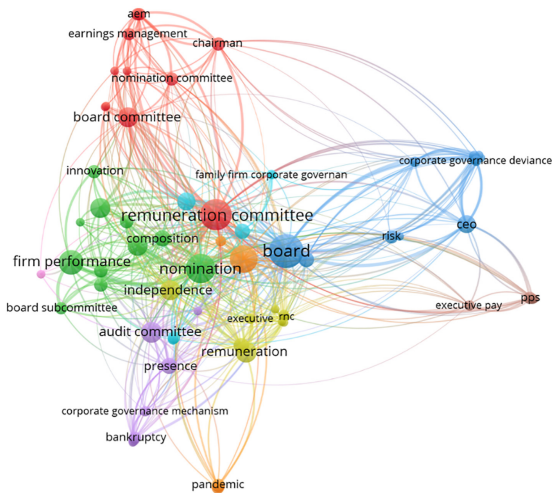 aem
earnings management
chairman
nomination committee
board committee
corporate governance deviance
innovation
family firm corporate governan
remuneration committee
ceo
risk
composition
board
firm performance
nomination
independence
pps
executive pay
board subcommittee
executive
rnc
audit committee
remuneration
presence
corporate governance mechanism
bankruptcy
pandemic